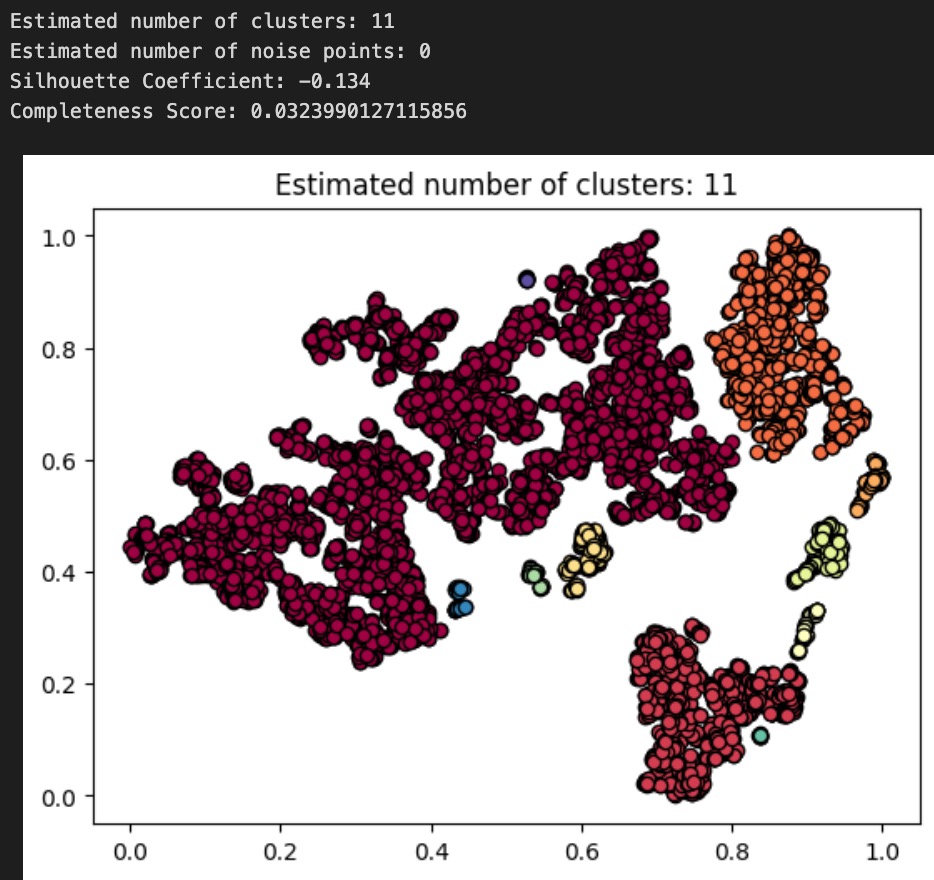 Estimated number of clusters: 11
Estimated number of noise points: 0
Silhouette Coefficient: -0.134
Completeness Score: 0.0323990127115856
Estimated number of clusters: 11
1.0
0.8
0.6
0.4
0.2
0.0
0.0 0.2 0.4 0.6 0.8 1.0